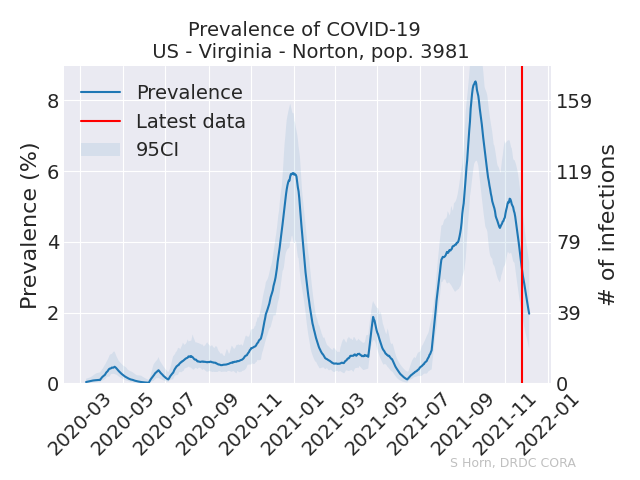 Prevalence of COVID-19
US - Virginia - Norton, pop. 3981
Prevalence
Latest data
95CI
Prevalence (%)
8
6
4
2
0
159
119
79
39
0
# of infections
2020-03
2020-05
2020-07
2020-09
2020-11
2021-01
2021-03
2021-05
2021-07
2021-09
2021-11
2022-01
S Horn, DRDC CORA